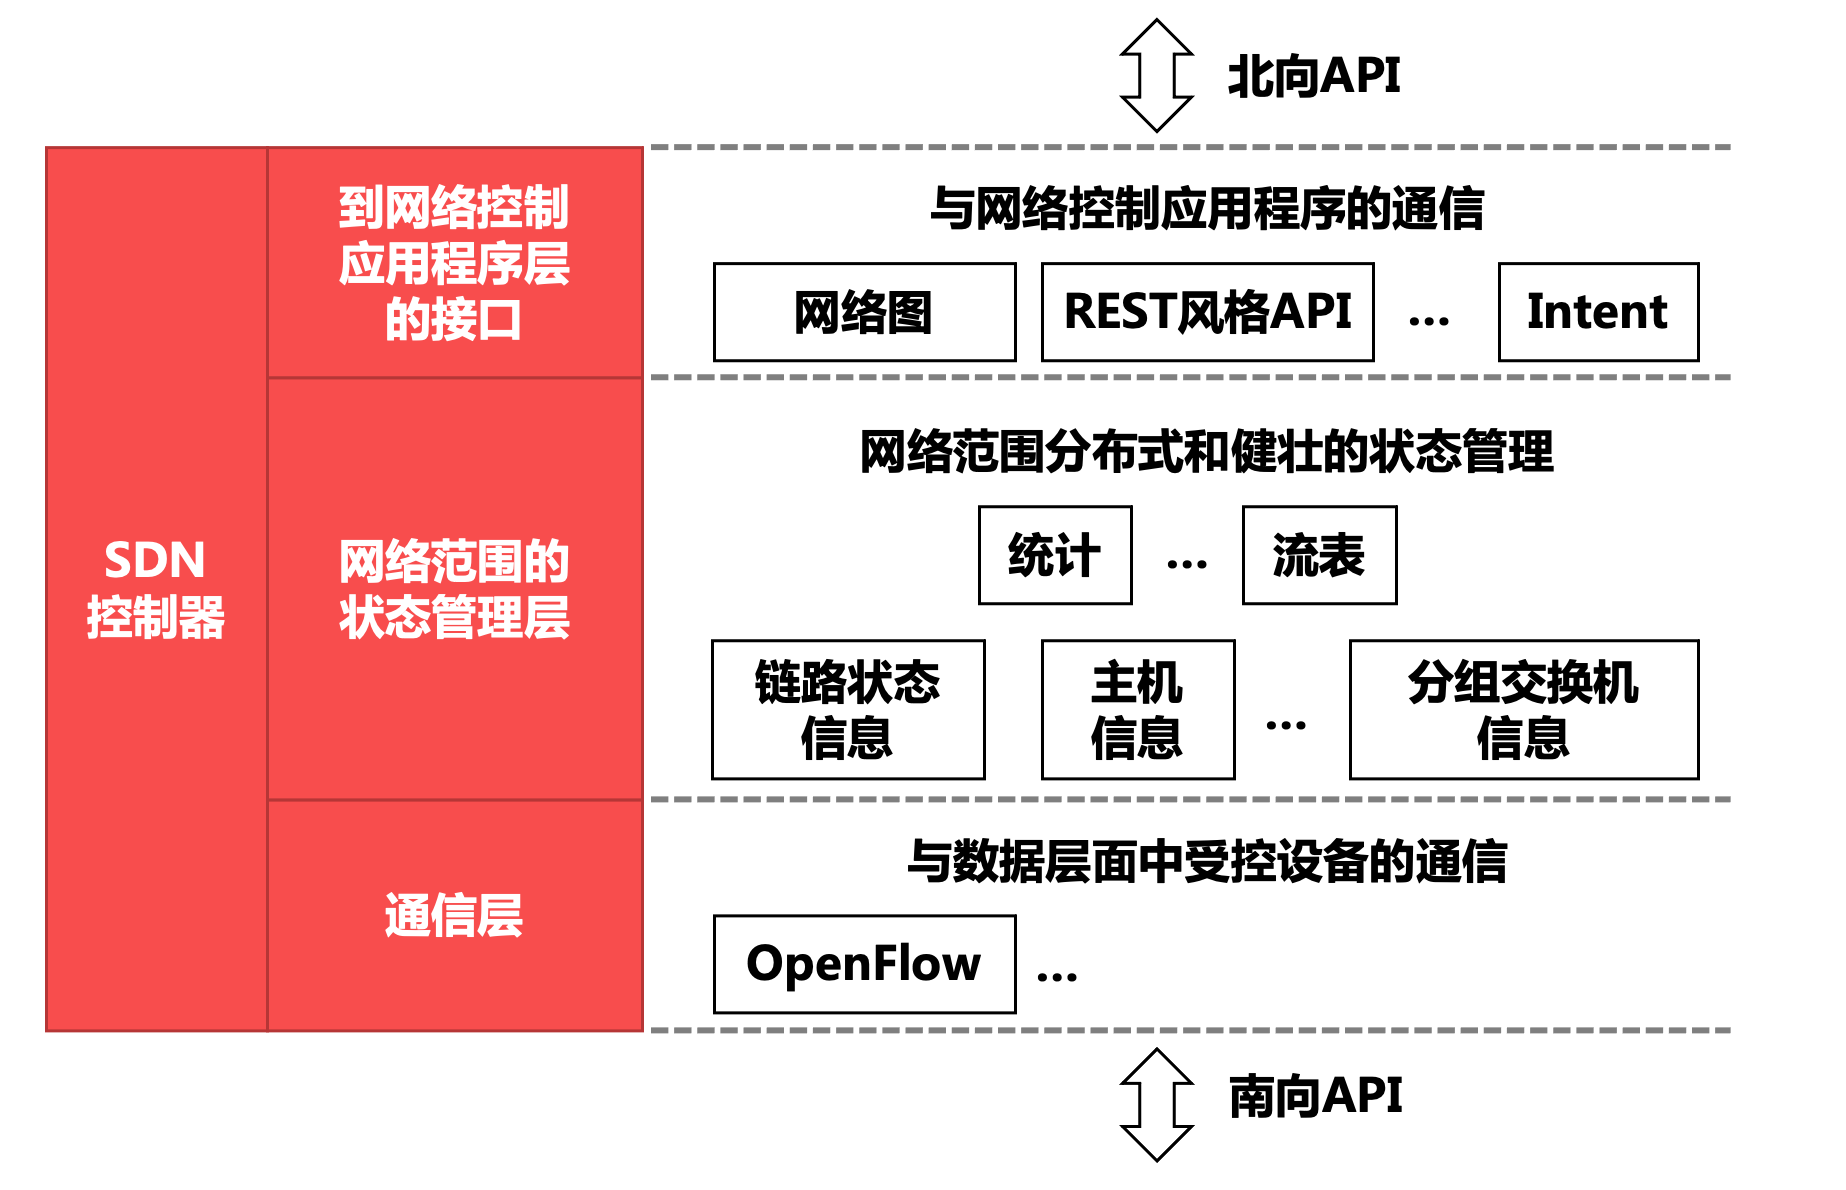 北向API
到网络控制
应用程序层
的接口
与网络控制应用程序的通信
网络图
REST风格API
...
Intent
SDN
控制器
网络范围的
状态管理层
网络范围分布式和健壮的状态管理
统计
...
流表
链路状态
信息
主机
信息
...
分组交换机
信息
通信层
与数据层面中受控设备的通信
OpenFlow
...
南向API